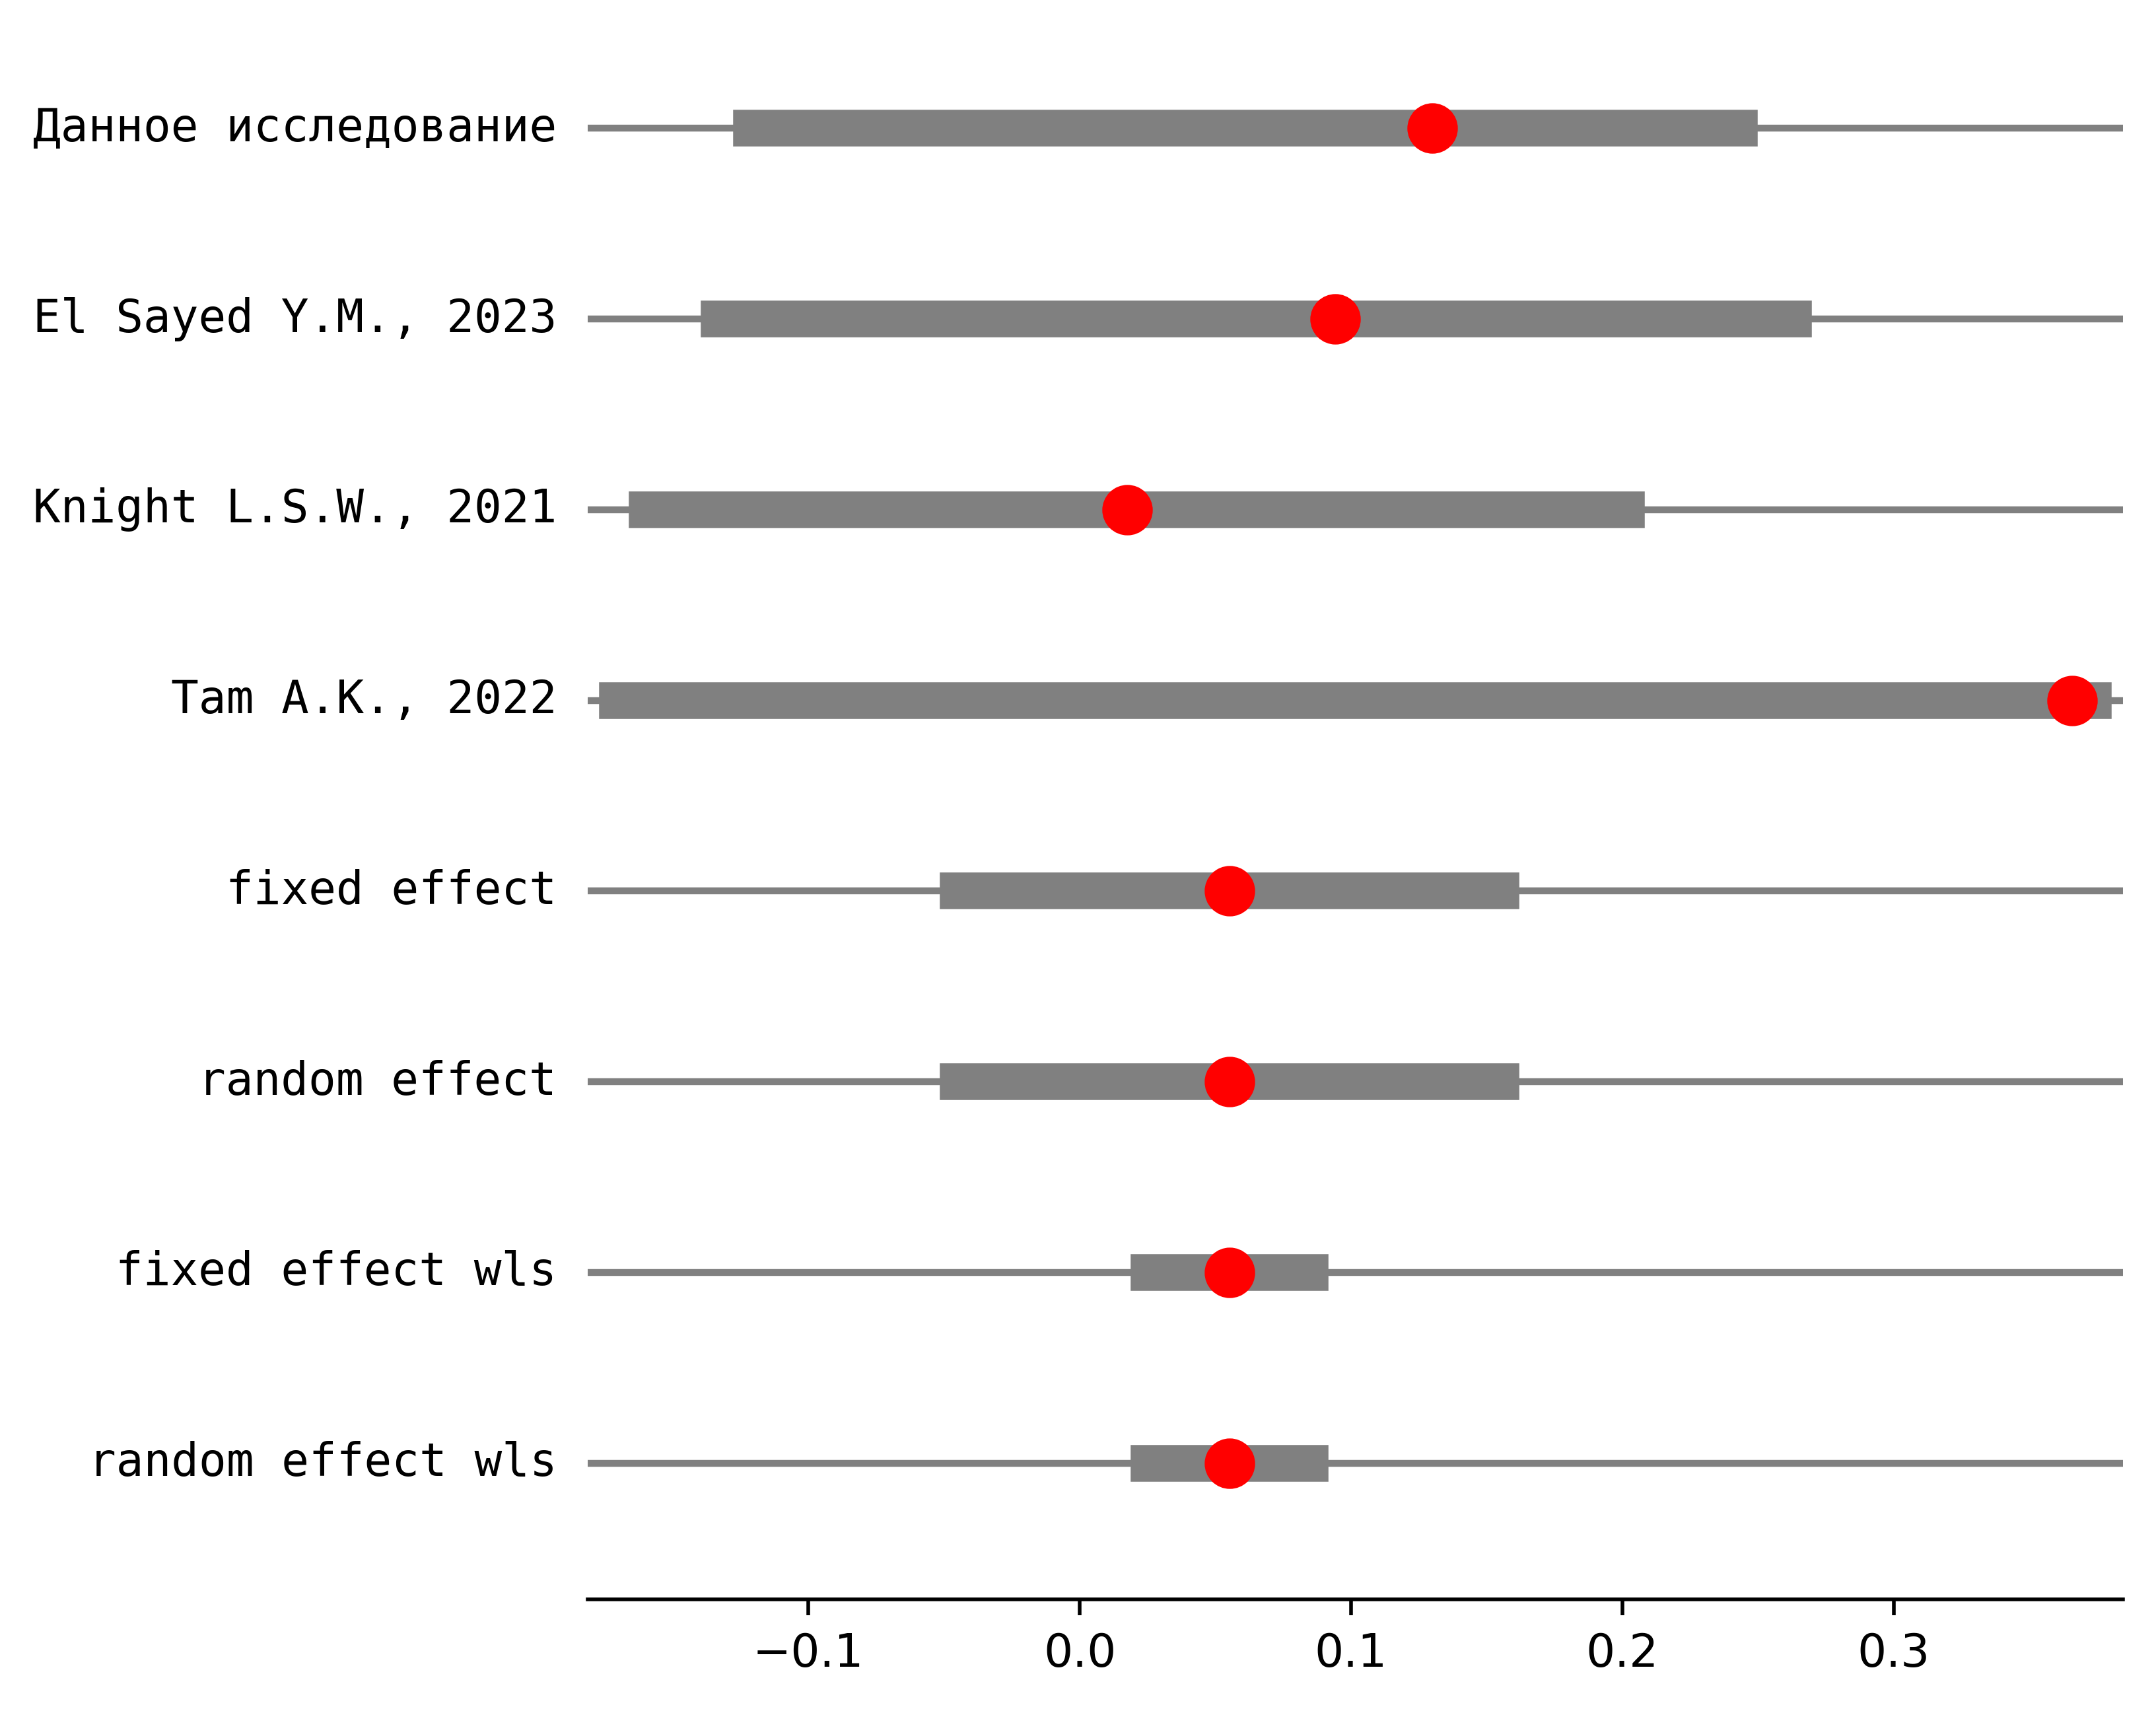 Данное исследование
El Sayed Y.M., 2023
Knight L.S.W., 2021
Tam A.K., 2022
fixed effect
random effect
fixed effect wls
random effect wls
−0.1 0.0 0.1 0.2 0.3